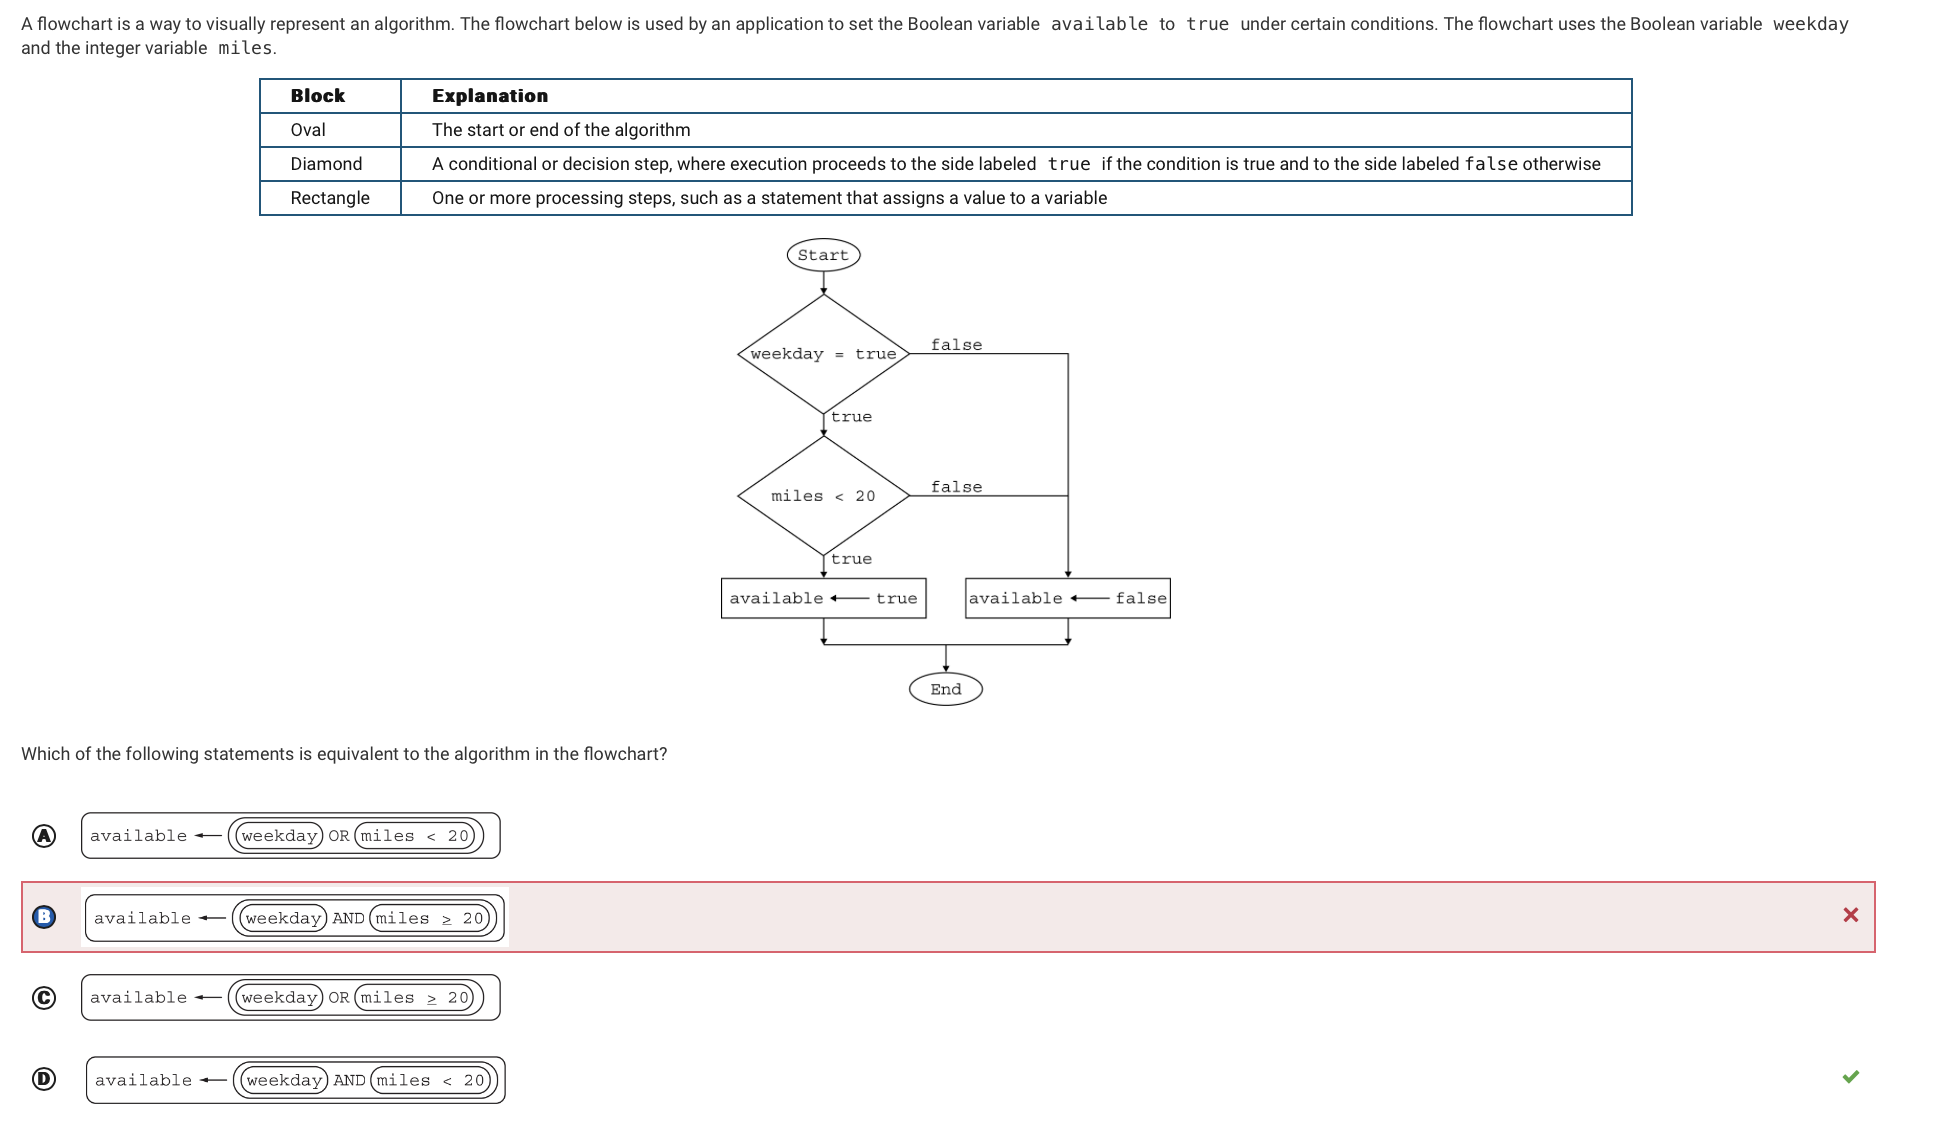 A flowchart is a way to visually represent an algorithm. The flowchart below is used by an application to set the Boolean variable available to true under certain conditions. The flowchart uses the Boolean variable weekday
and the integer variable miles.
Block Explanation
Oval The start or end of the algorithm
Diamond A conditional or decision step, where execution proceeds to the side labeled true if the condition is true and to the side labeled false otherwise
Rectangle One or more processing steps, such as a statement that assigns a value to a variable
Start
weekday = true
false
true
miles < 20
false
true
available ← true
available ← false
End
Which of the following statements is equivalent to the algorithm in the flowchart?
A available ← weekday OR miles < 20
B available ← weekday AND miles ≥ 20
C available ← weekday OR miles ≥ 20
D available ← weekday AND miles < 20